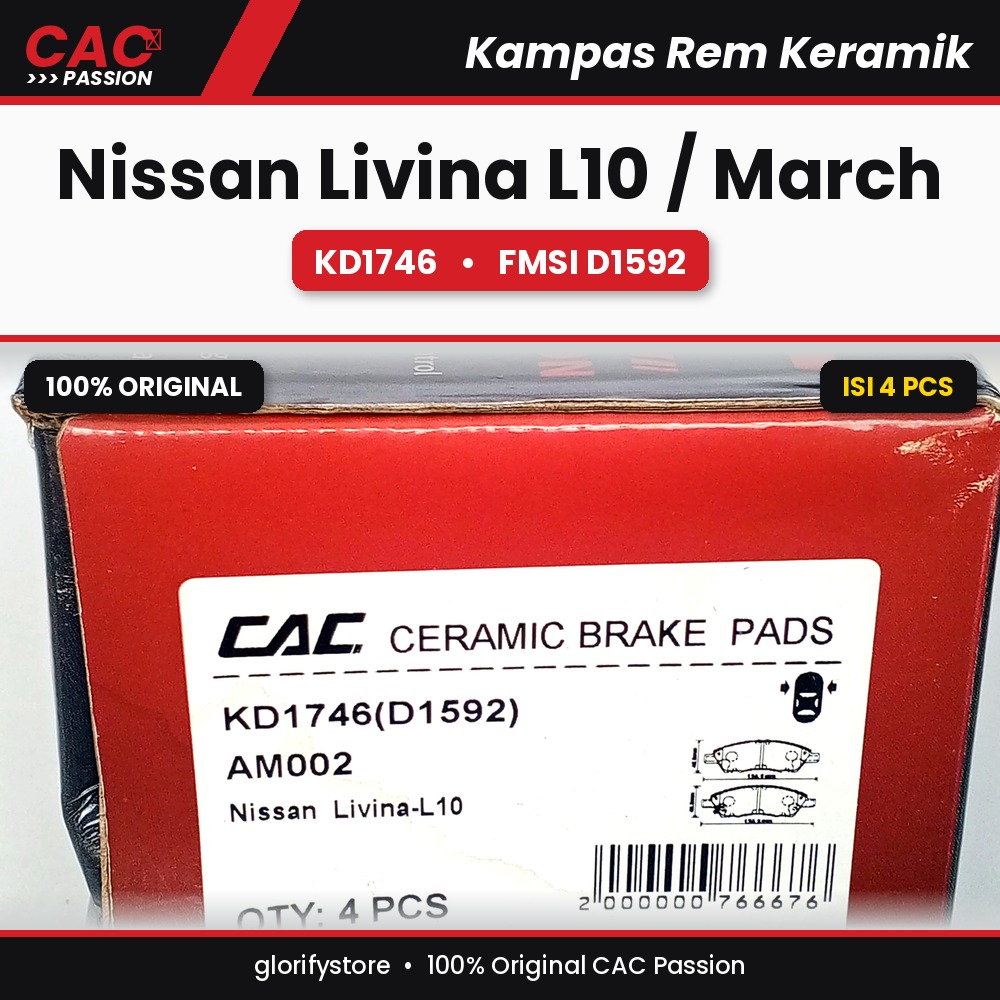 CAC
>>> PASSION
Kampas Rem Keramik
Nissan Livina L10 / March
KD1746 • FMSI D1592
100% ORIGINAL
ISI 4 PCS
trol
CAC CERAMIC BRAKE PADS
KD1746(D1592)
AM002
Nissan Livina-L10
QTY: 4 PCS
2 000000 766676
glorifystore • 100% Original CAC Passion